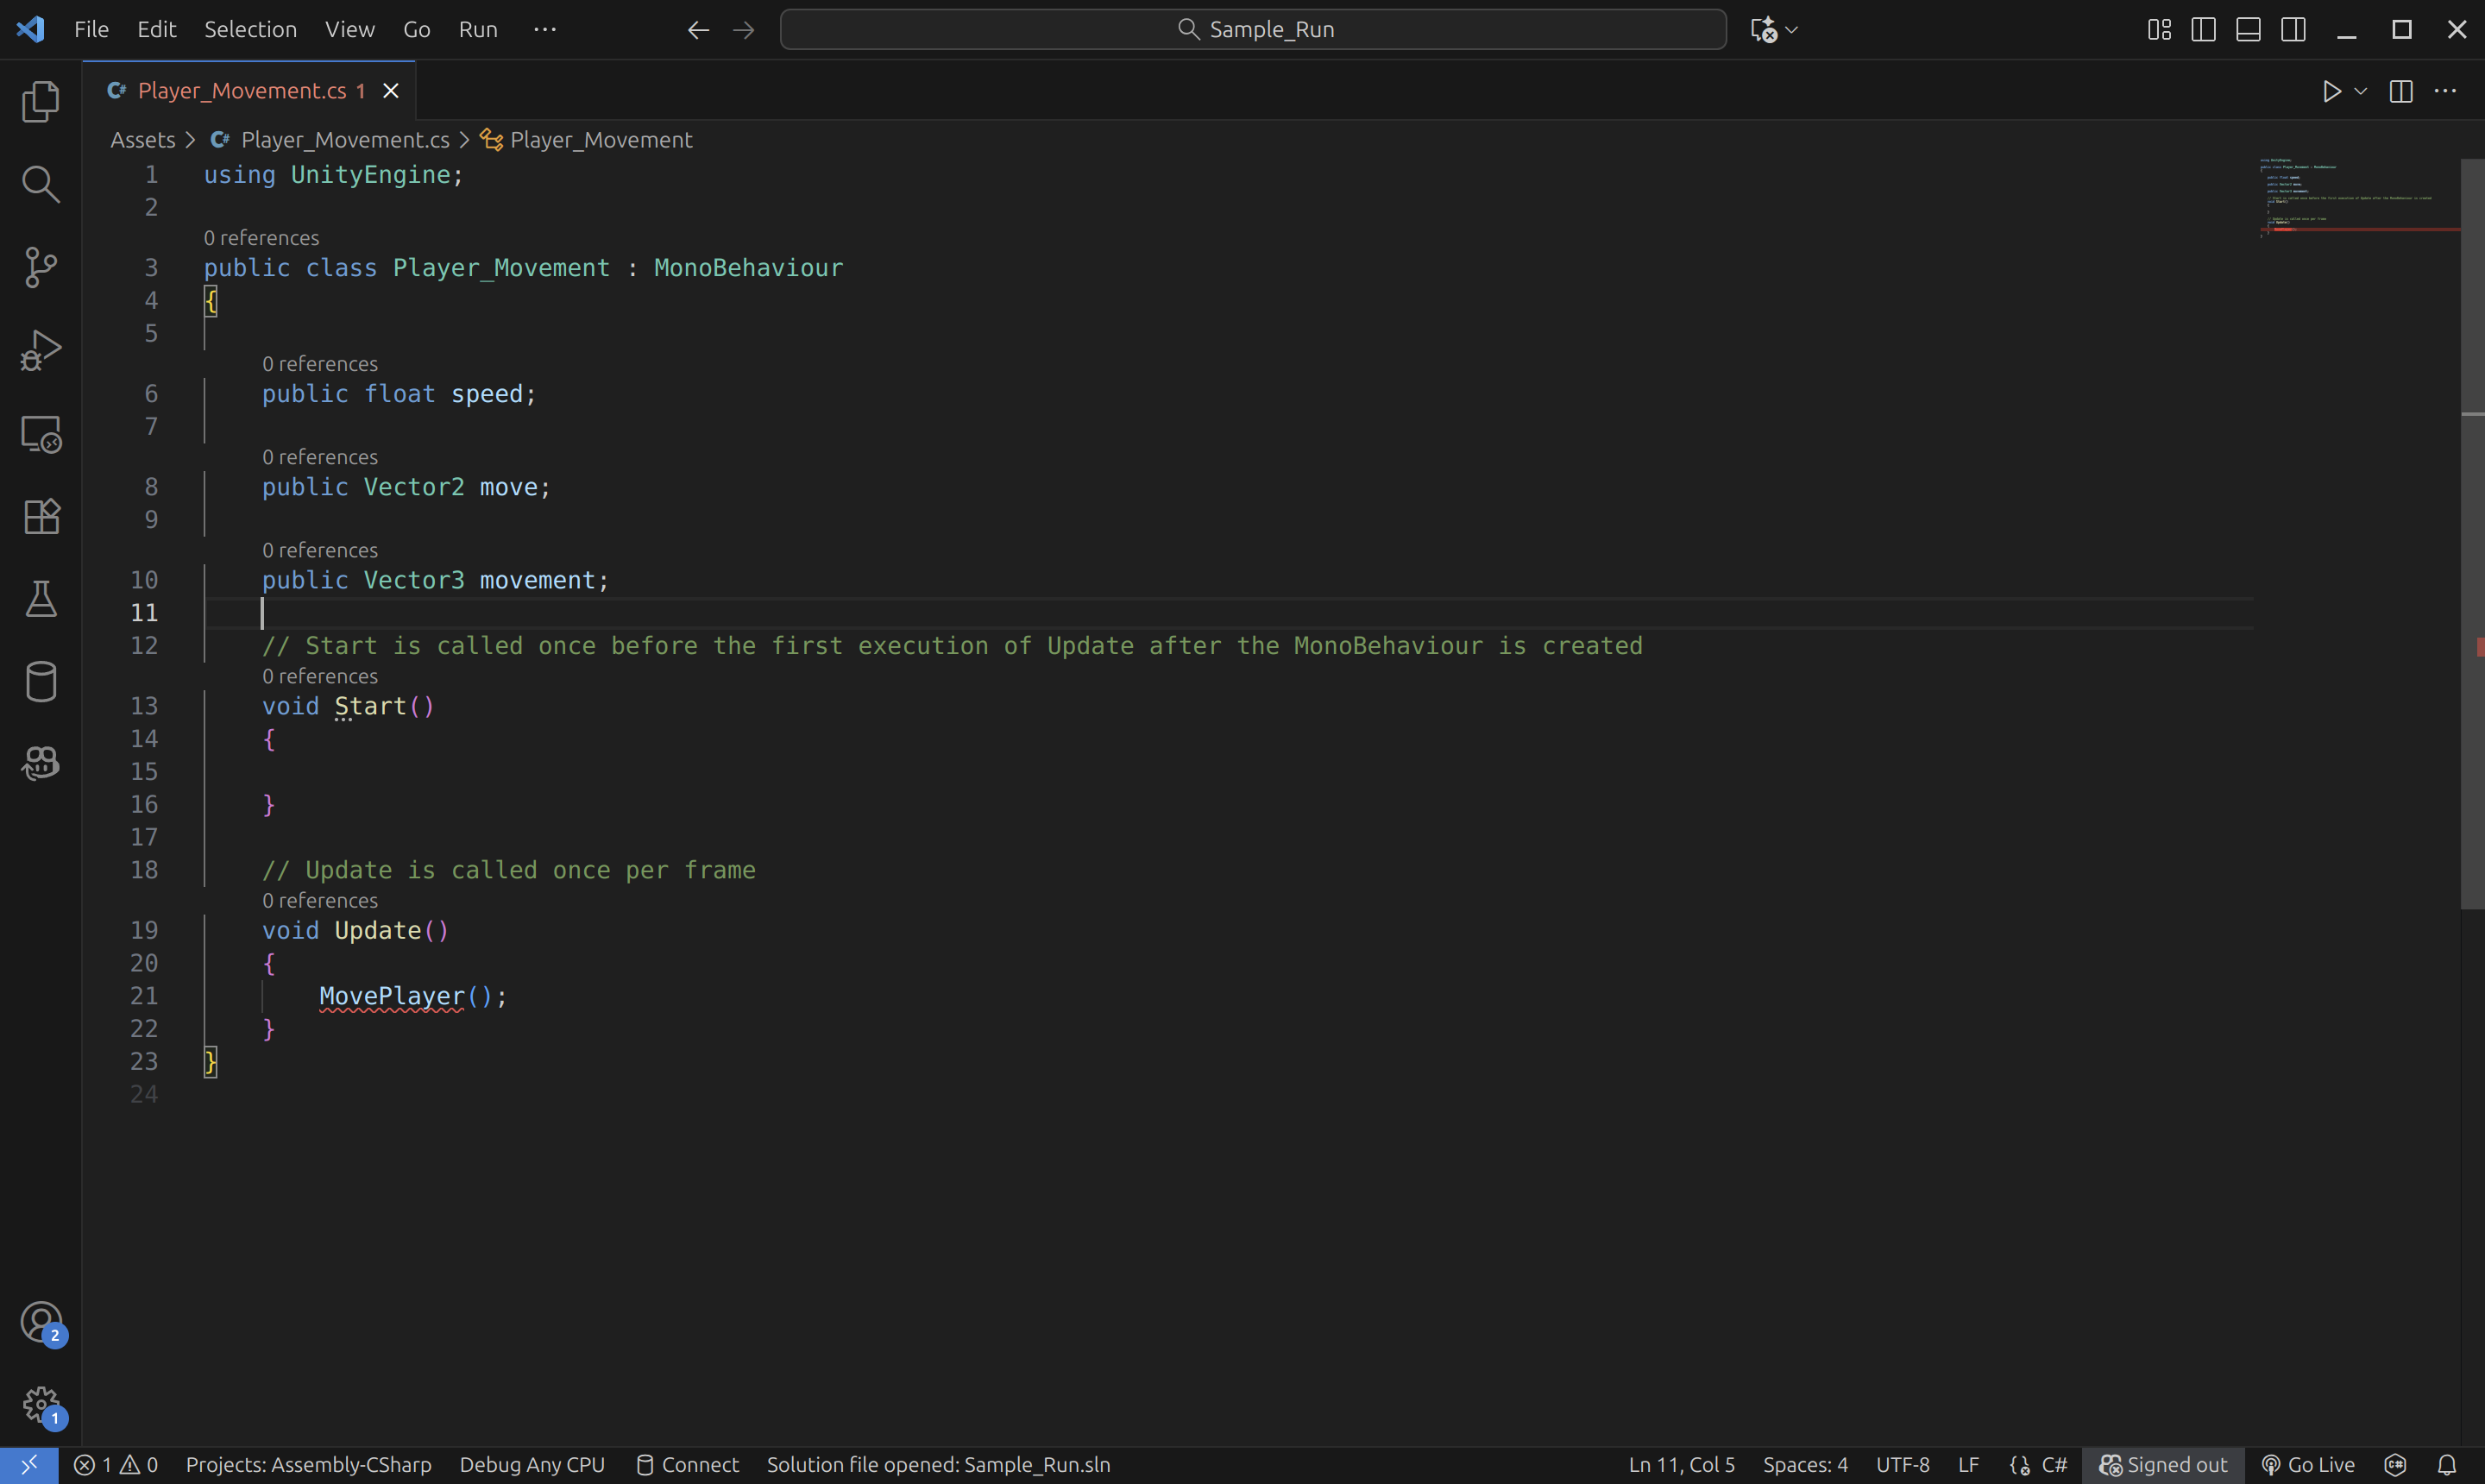 File Edit Selection View Go Run ··· Sample_Run
Player_Movement.cs 1
Assets > Player_Movement.cs > Player_Movement
1 using UnityEngine;
2
0 references
3 public class Player_Movement : MonoBehaviour
4 {
5
0 references
6 public float speed;
7
0 references
8 public Vector2 move;
9
0 references
10 public Vector3 movement;
11
12 // Start is called once before the first execution of Update after the MonoBehaviour is created
0 references
13 void Start()
14 {
15
16 }
17
18 // Update is called once per frame
0 references
19 void Update()
20 {
21 MovePlayer();
22 }
23 }
24
2
1
1 0 Projects: Assembly-CSharp Debug Any CPU Connect Solution file opened: Sample_Run.sln Ln 11, Col 5 Spaces: 4 UTF-8 LF C# Signed out Go Live